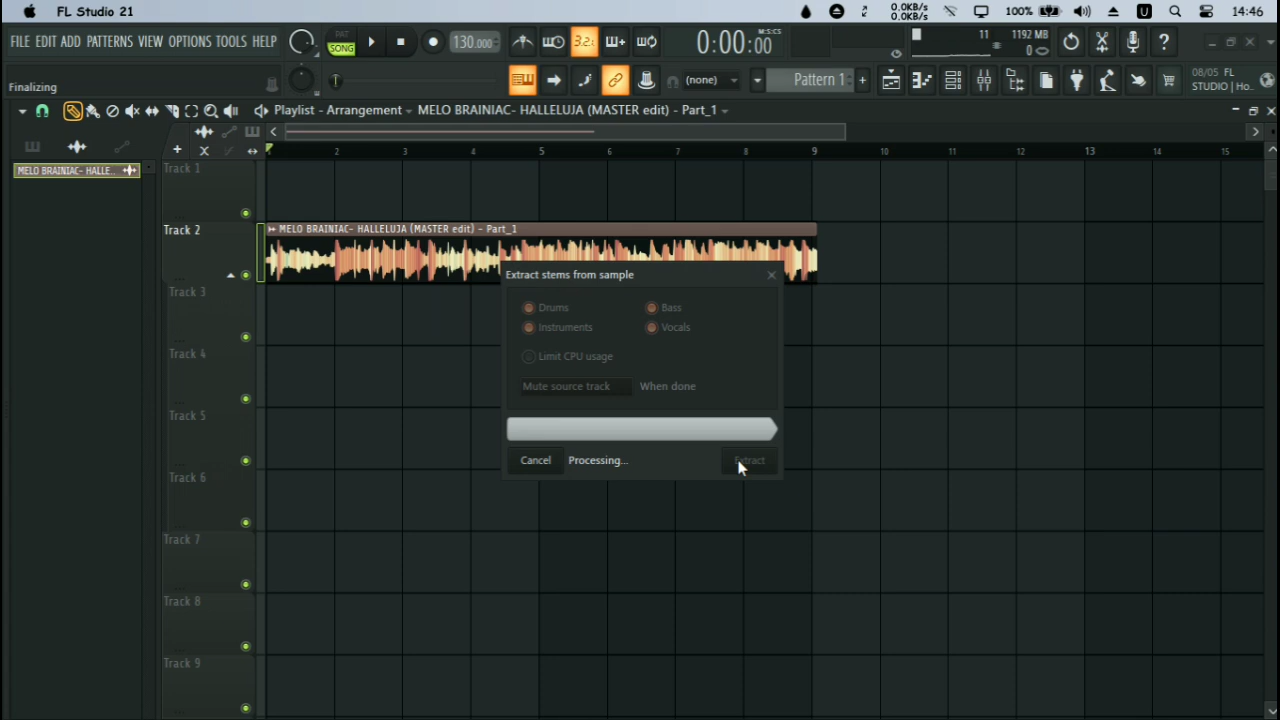 FL Studio 21
0.0KB/s
0.0KB/s
100%
U
14:46
FILE EDIT ADD PATTERNS VIEW OPTIONS TOOLS HELP
PAT
SONG
130.000
3.2.
0:00:00
M:S:CS
11
1192 MB
0
?
Finalizing
(none)
Pattern 1
+
08/05 FL
STUDIO | Ho..
Playlist - Arrangement
MELO BRAINIAC- HALLELUJA (MASTER edit) - Part_1
MELO BRAINIAC- HALLE..
2 3 4 5 6 7 8 9 10 11 12 13 14 15
Track 1
Track 2
MELO BRAINIAC- HALLELUJA (MASTER edit) - Part_1
Track 3
Track 4
Track 5
Track 6
Track 7
Track 8
Track 9
Extract stems from sample
Drums
Bass
Instruments
Vocals
Limit CPU usage
Mute source track
When done
Cancel
Processing...
Extract